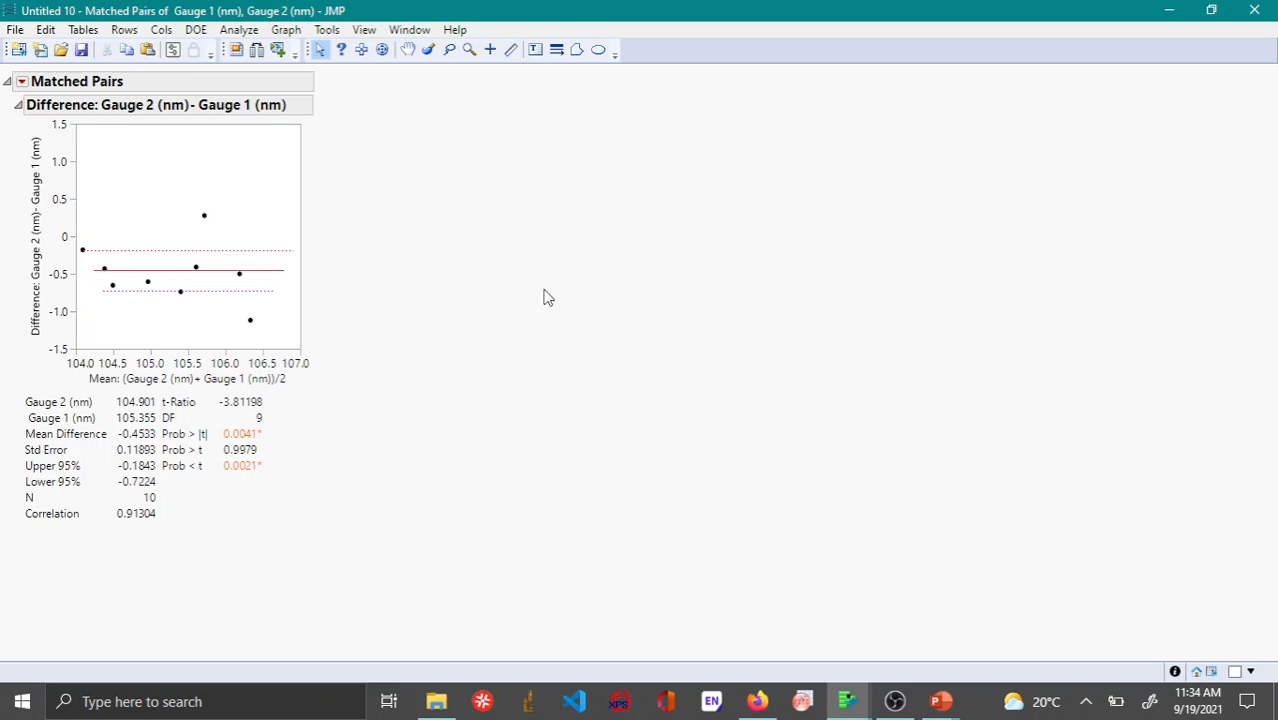 Untitled 10 - Matched Pairs of Gauge 1 (nm), Gauge 2 (nm) - JMP
File Edit Tables Rows Cols DOE Analyze Graph Tools View Window Help
Matched Pairs
Difference: Gauge 2 (nm)- Gauge 1 (nm)
Difference: Gauge 2 (nm)- Gauge 1 (nm)
1.5
1.0
0.5
0
-0.5
-1.0
-1.5
104.0 104.5 105.0 105.5 106.0 106.5 107.0
Mean: (Gauge 2 (nm)+ Gauge 1 (nm))/2
Gauge 2 (nm) 104.901 t-Ratio -3.81198
Gauge 1 (nm) 105.355 DF 9
Mean Difference -0.4533 Prob > |t| 0.0041*
Std Error 0.11893 Prob > t 0.9979
Upper 95% -0.1843 Prob < t 0.0021*
Lower 95% -0.7224
N 10
Correlation 0.91304
Type here to search
EN
XPS
20°C
11:34 AM
9/19/2021